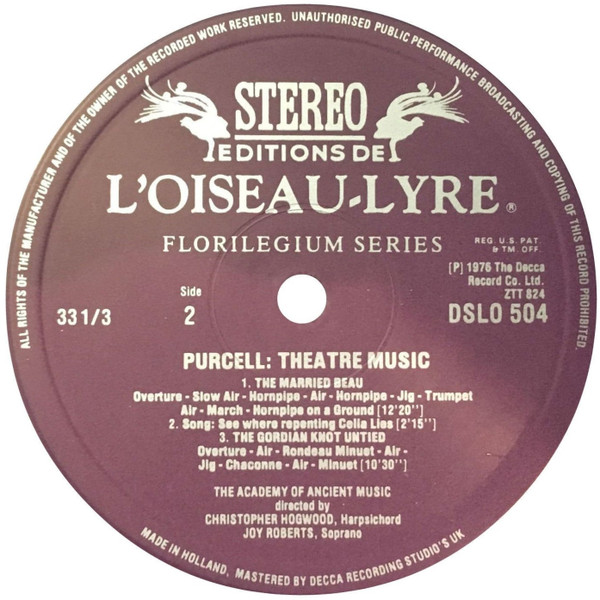 ALL RIGHTS OF THE MANUFACTURER AND OF THE OWNER OF THE RECORDED WORK RESERVED. UNAUTHORISED PUBLIC PERFORMANCE BROADCASTING AND COPYING OF THIS RECORD PROHIBITED.
STEREO
EDITIONS DE
L'OISEAU-LYRE ®
FLORILEGIUM SERIES
REG. U.S. PAT.
& TM. OFF.
[P] 1976 The Decca
Record Co. Ltd.
ZTT 824
33 1/3
Side
2
DSLO 504
PURCELL: THEATRE MUSIC
1. THE MARRIED BEAU
Overture - Slow Air - Hornpipe - Air - Hornpipe - Jig - Trumpet
Air - March - Hornpipe on a Ground [12'20'']
2. Song: See where repenting Celia Lies [2'15'']
3. THE GORDIAN KNOT UNTIED
Overture - Air - Rondeau Minuet - Air -
Jig - Chaconne - Air - Minuet [10'30'']
THE ACADEMY OF ANCIENT MUSIC
directed by
CHRISTOPHER HOGWOOD, Harpsichord
JOY ROBERTS, Soprano
MADE IN HOLLAND, MASTERED BY DECCA RECORDING STUDIO'S UK